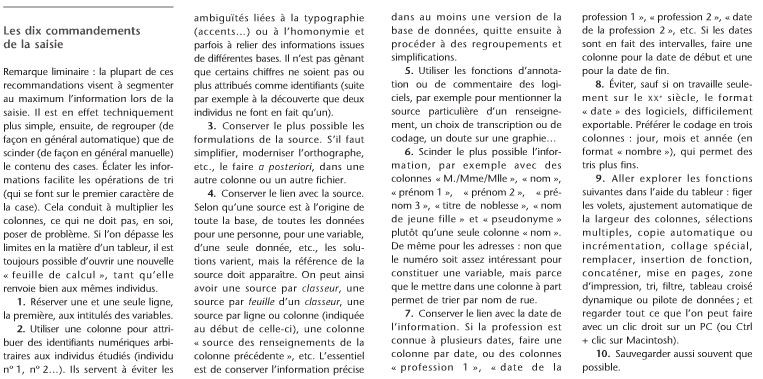 Les dix commandements
de la saisie
Remarque liminaire : la plupart de ces
recommandations visent à segmenter
au maximum l'information lors de la
saisie. Il est en effet techniquement
plus simple, ensuite, de regrouper (de
façon en général automatique) que de
scinder (de façon en général manuelle)
le contenu des cases. Éclater les infor-
mations facilite les opérations de tri
(qui se font sur le premier caractère de
la case). Cela conduit à multiplier les
colonnes, ce qui ne doit pas, en soi,
poser de problème. Si l'on dépasse les
limites en la matière d'un tableur, il est
toujours possible d'ouvrir une nouvelle
« feuille de calcul », tant qu'elle
renvoie bien aux mêmes individus.
1. Réserver une et une seule ligne,
la première, aux intitulés des variables.
2. Utiliser une colonne pour attri-
buer des identifiants numériques arbi-
traires aux individus étudiés (individu
n° 1, n° 2...). Ils servent à éviter les
ambiguïtés liées à la typographie
(accents...) ou à l'homonymie et
parfois à relier des informations issues
de différentes bases. Il n'est pas gênant
que certains chiffres ne soient pas ou
plus attribués comme identifiants (suite
par exemple à la découverte que deux
individus ne font en fait qu'un).
3. Conserver le plus possible les
formulations de la source. S'il faut
simplifier, moderniser l'orthographe,
etc., le faire a posteriori, dans une
autre colonne ou un autre fichier.
4. Conserver le lien avec la source.
Selon qu'une source est à l'origine de
toute la base, de toutes les données
pour une personne, pour une variable,
d'une seule donnée, etc., les solu-
tions varient, mais la référence de la
source doit apparaître. On peut ainsi
avoir une source par classeur, une
source par feuille d'un classeur, une
source par ligne ou colonne (indiquée
au début de celle-ci), une colonne
« source des renseignements de la
colonne précédente », etc. L'essentiel
est de conserver l'information précise
dans au moins une version de la
base de données, quitte ensuite à
procéder à des regroupements et
simplifications.
5. Utiliser les fonctions d'annota-
tion ou de commentaire des logi-
ciels, par exemple pour mentionner la
source particulière d'un renseigne-
ment, un choix de transcription ou de
codage, un doute sur une graphie...
6. Scinder le plus possible l'infor-
mation, par exemple avec des
colonnes « M./Mme/Mlle », « nom »,
« prénom 1 », « prénom 2 », « pré-
nom 3 », « titre de noblesse », « nom
de jeune fille » et « pseudonyme »
plutôt qu'une seule colonne « nom ».
De même pour les adresses : non que
le numéro soit assez intéressant pour
constituer une variable, mais parce
que le mettre dans une colonne à part
permet de trier par nom de rue.
7. Conserver le lien avec la date de
l'information. Si la profession est
connue à plusieurs dates, faire une
colonne par date, ou des colonnes
« profession 1 », « date de la
profession 1 », « profession 2 », « date
de la profession 2 », etc. Si les dates
sont en fait des intervalles, faire une
colonne pour la date de début et une
pour la date de fin.
8. Éviter, sauf si on travaille seule-
ment sur le XXe siècle, le format
« date » des logiciels, difficilement
exportable. Préférer le codage en trois
colonnes : jour, mois et année (en
format « nombre »), qui permet des
tris plus fins.
9. Aller explorer les fonctions
suivantes dans l'aide du tableur : figer
les volets, ajustement automatique de
la largeur des colonnes, sélections
multiples, copie automatique ou
incrémentation, collage spécial,
remplacer, insertion de fonction,
concaténer, mise en pages, zone
d'impression, tri, filtre, tableau croisé
dynamique ou pilote de données ; et
regarder tout ce que l'on peut faire
avec un clic droit sur un PC (ou Ctrl
+ clic sur Macintosh).
10. Sauvegarder aussi souvent que
possible.